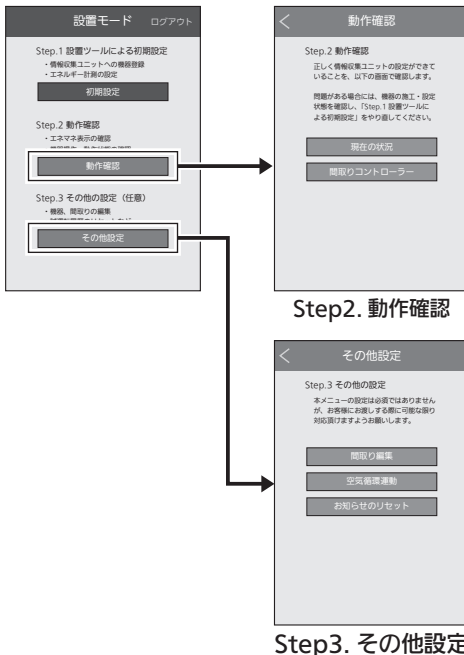 設置モード ログアウト
Step.1 設置ツールによる初期設定
・情報収集ユニットへの機器登録
・エネルギー計測の設定
初期設定
Step.2 動作確認
・エネマネ表示の確認
動作確認
Step.3 その他の設定（任意）
・機器、間取りの編集
その他設定
動作確認
Step.2 動作確認
正しく情報収集ユニットの設定ができて
いることを、以下の画面で確認します。
問題がある場合には、機器の施工・設定
状態を確認し、「Step.1 設置ツールに
よる初期設定」をやり直してください。
現在の状況
間取りコントローラー
Step2. 動作確認
その他設定
Step.3 その他の設定
本メニューの設定は必須ではありません
が、お客様にお渡しする際に可能な限り
対応頂けますようお願いします。
間取り編集
空気循環連動
お知らせのリセット
Step3. その他設定